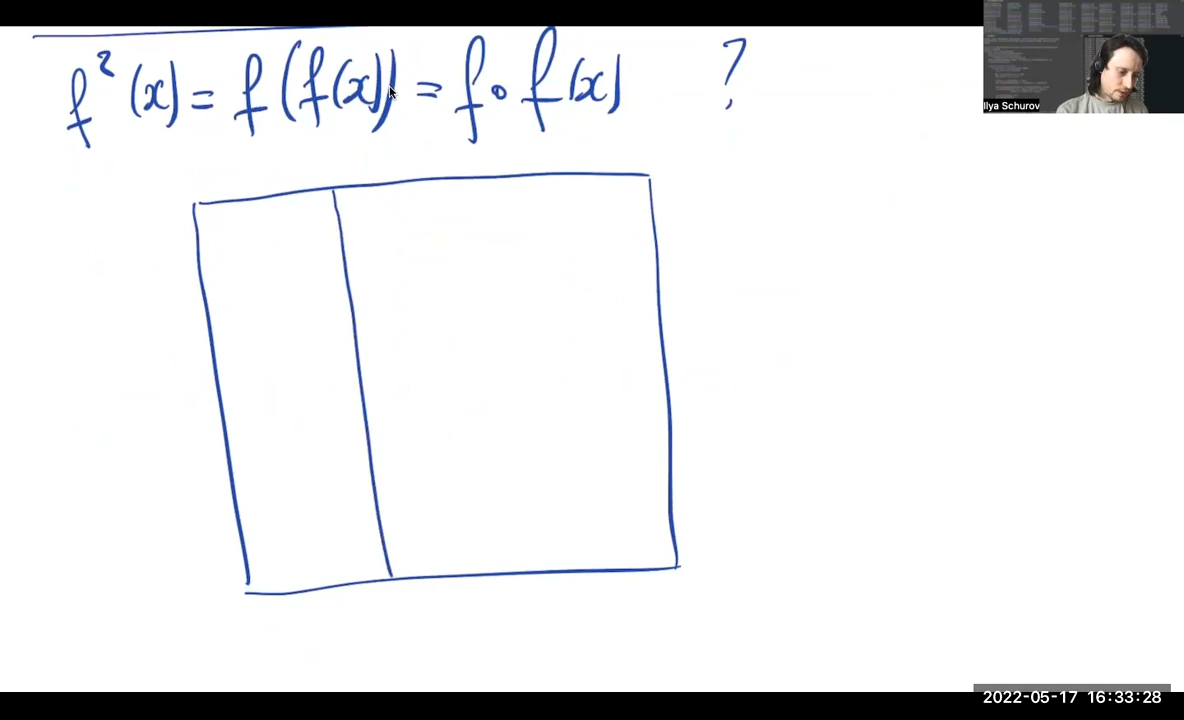 f²(x) = f(f(x)) = f∘f(x) ?
Ilya Schurov
2022-05-17 16:33:28